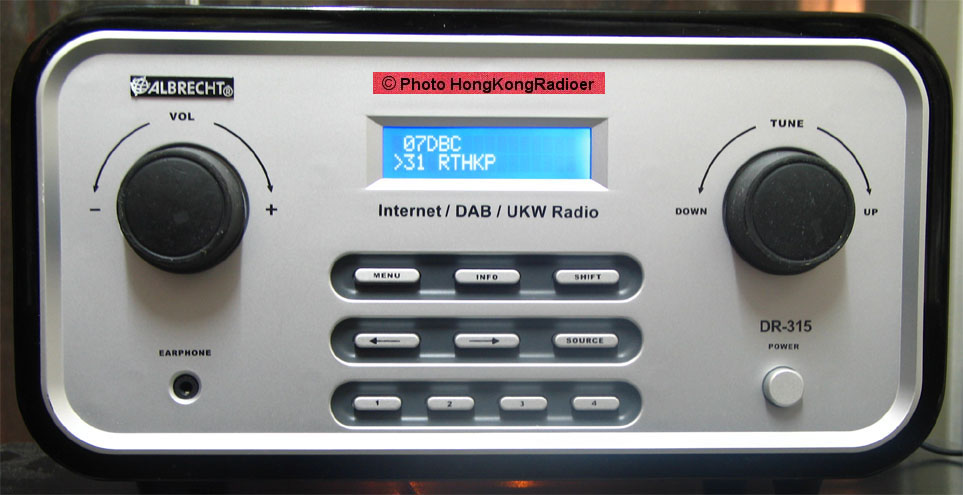 ALBRECHT®
© Photo HongKongRadioer
VOL
− +
07DBC
>31 RTHKP
TUNE
DOWN UP
Internet / DAB / UKW Radio
MENU INFO SHIFT
SOURCE
1 2 3 4
EARPHONE
DR-315
POWER